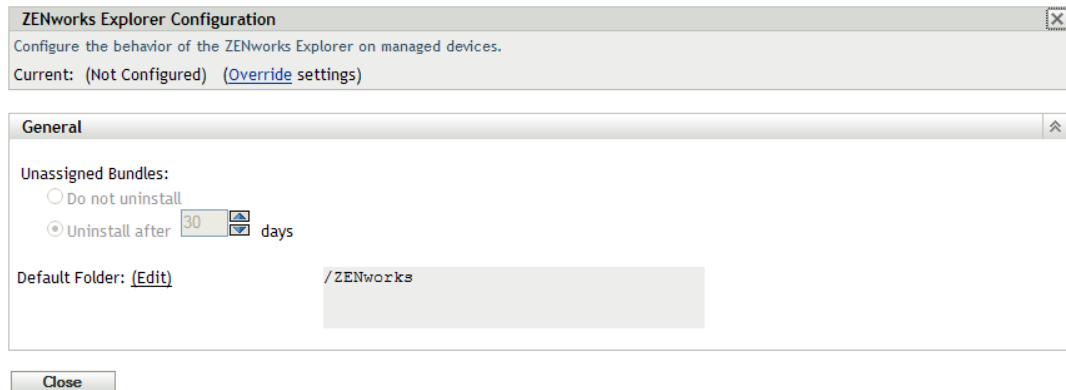 ZENworks Explorer Configuration
Configure the behavior of the ZENworks Explorer on managed devices.
Current: (Not Configured) (Override settings)
General
Unassigned Bundles:
Do not uninstall
Uninstall after 30 days
Default Folder: (Edit) /ZENworks
Close